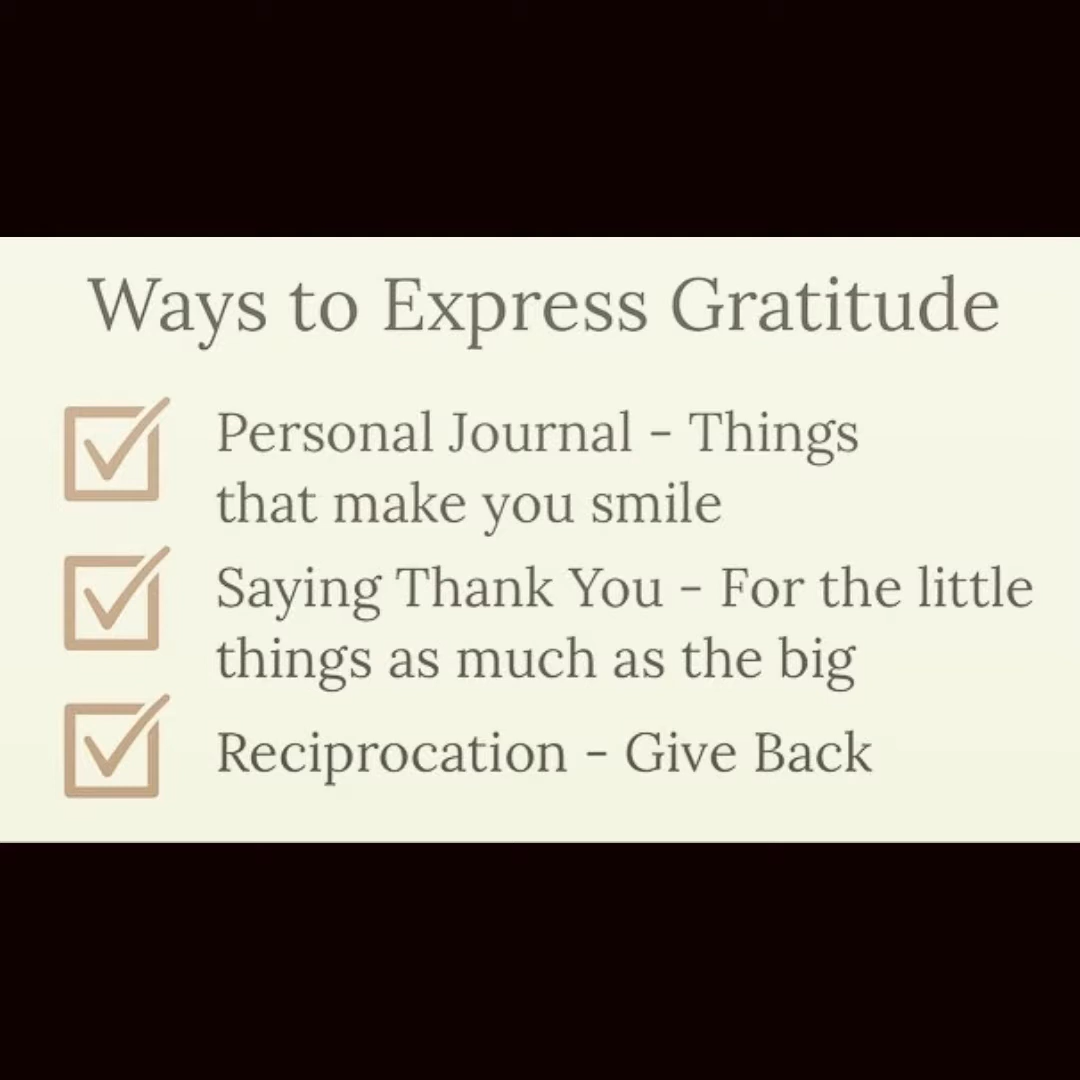 Ways to Express Gratitude
Personal Journal - Things
that make you smile
Saying Thank You - For the little
things as much as the big
Reciprocation - Give Back